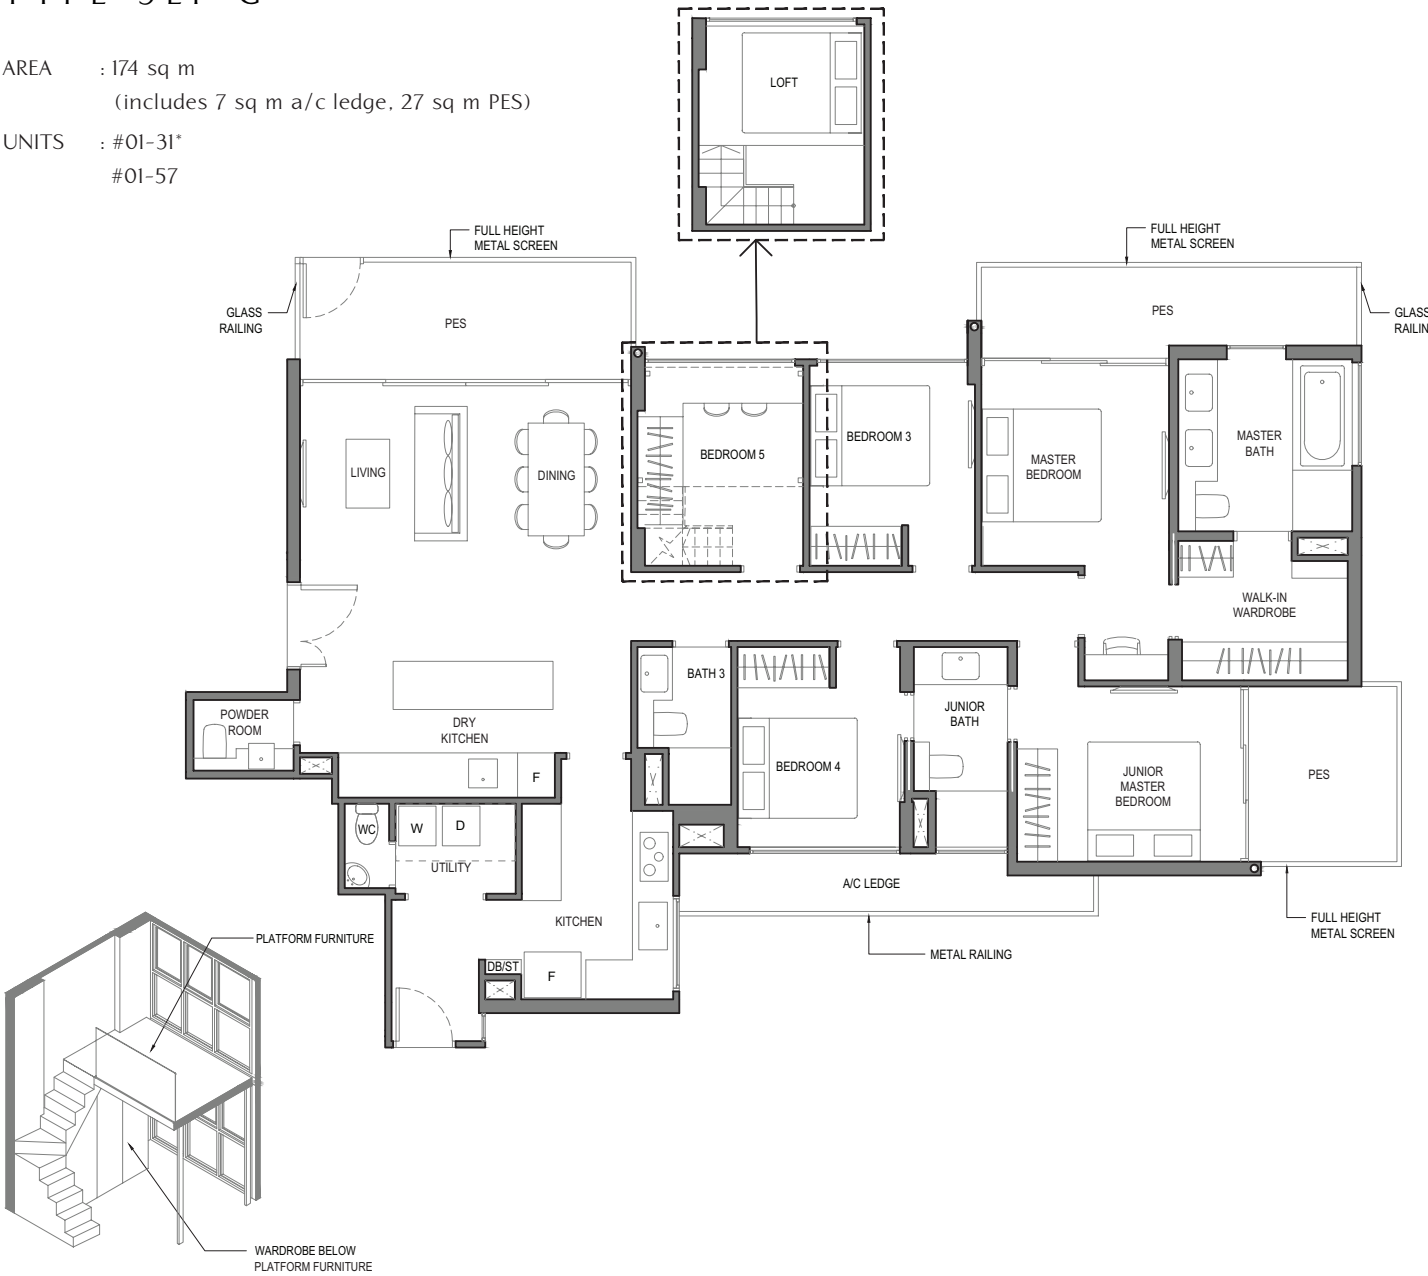 AREA : 174 sq m
(includes 7 sq m a/c ledge, 27 sq m PES)
UNITS : #01-31*
#01-57
LOFT
FULL HEIGHT
METAL SCREEN
FULL HEIGHT
METAL SCREEN
GLASS
RAILING
PES
PES
GLASS
LIVING
DINING
BEDROOM 5
BEDROOM 3
MASTER
BEDROOM
MASTER
BATH
WALK-IN
WARDROBE
POWDER
ROOM
DRY
KITCHEN
F
BATH 3
BEDROOM 4
JUNIOR
BATH
JUNIOR
MASTER
BEDROOM
PES
WC
W
D
UTILITY
KITCHEN
A/C LEDGE
DB/ST
F
METAL RAILING
FULL HEIGHT
METAL SCREEN
PLATFORM FURNITURE
WARDROBE BELOW
PLATFORM FURNITURE